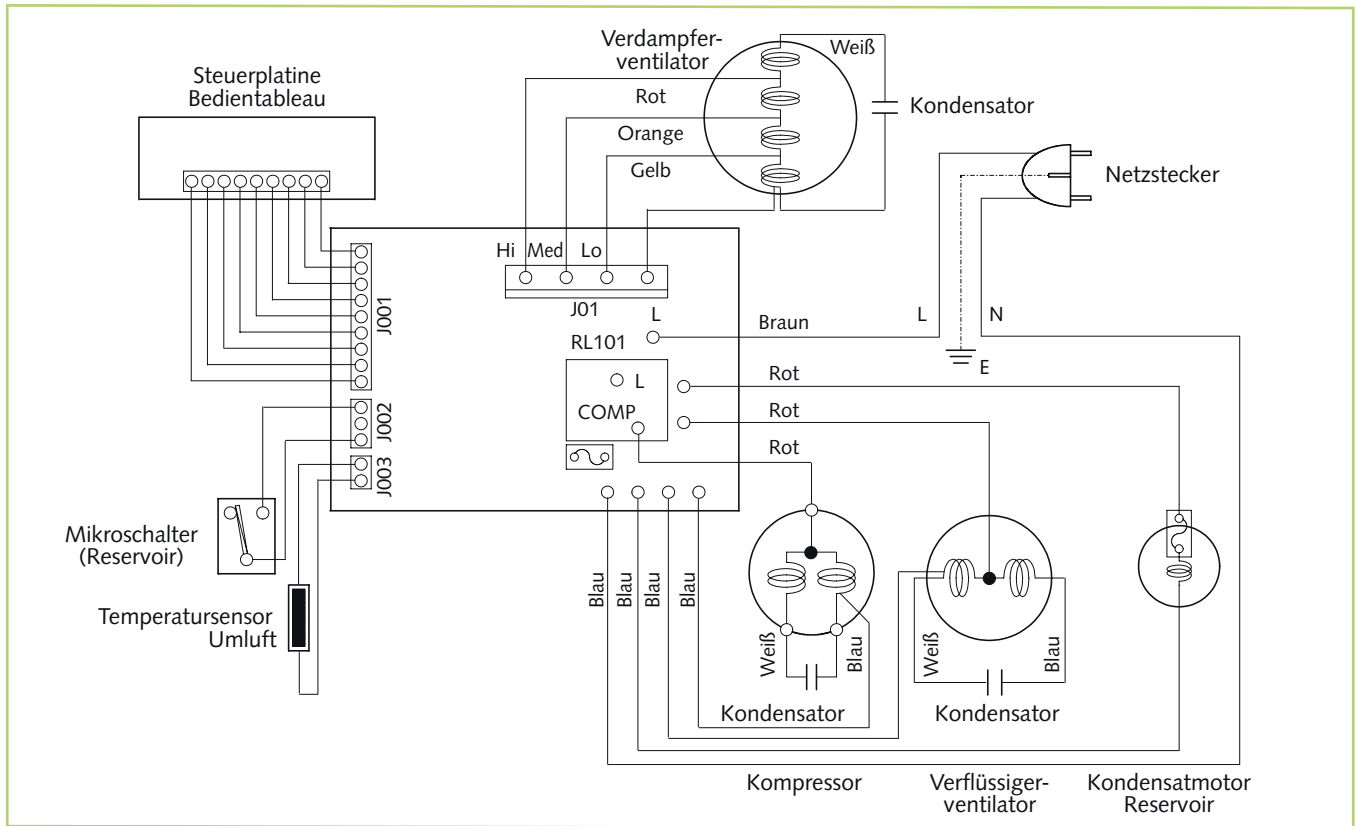 Verdampfer-
ventilator
Weiß
Steuerplatine
Bedientableau
Rot
Kondensator
Orange
Gelb
Netzstecker
Hi Med Lo
J01
L
Braun
L
N
E
J001
RL101
L
COMP
Rot
Rot
Rot
J002
J003
Mikroschalter
(Reservoir)
Temperatursensor
Umluft
Blau
Blau
Blau
Blau
Weiß
Blau
Weiß
Blau
Kondensator
Kondensator
Kompressor
Verflüssiger-
ventilator
Kondensatmotor
Reservoir